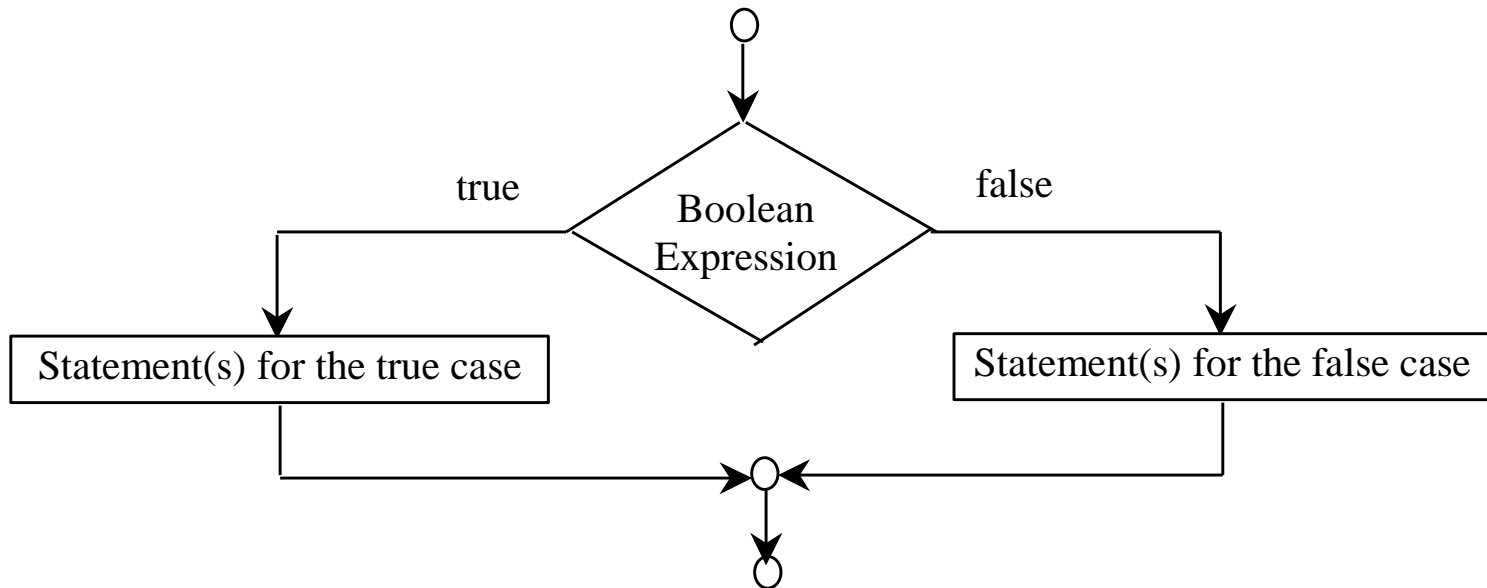 true
false
Boolean
Expression
Statement(s) for the true case
Statement(s) for the false case